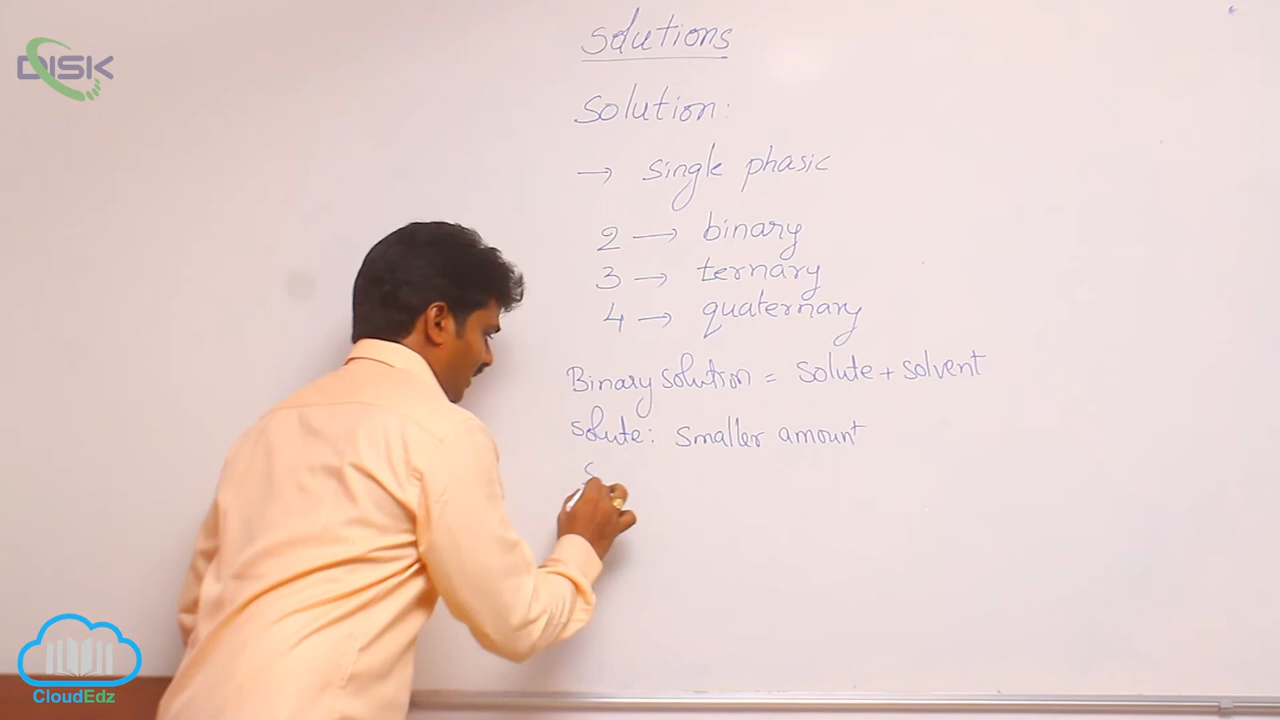 DISK
Solutions
Solution:
→ single phasic
2 → binary
3 → ternary
4 → quaternary
Binary solution = solute + solvent
Solute: smaller amount
S
CloudEdz